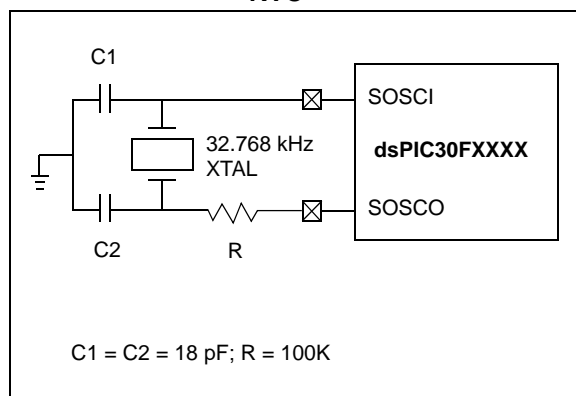 C1
SOSCI
32.768 kHz
XTAL
dsPIC30FXXXX
SOSCO
C2
R
C1 = C2 = 18 pF; R = 100K